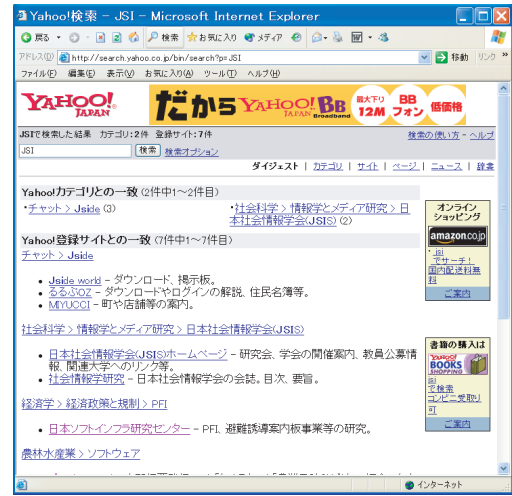 Yahoo!検索 - JSI - Microsoft Internet Explorer
戻る 検索 お気に入り メディア
アドレス(D) http://search.yahoo.co.jp/bin/search?p=JSI 移動 リンク »
ファイル(F) 編集(E) 表示(V) お気に入り(A) ツール(T) ヘルプ(H)
YAHOO! JAPAN だから YAHOO! BB JAPAN Broadband 最大下り 12M BB フォン 低価格
JSIで検索した結果 カテゴリ:2件 登録サイト:7件 検索の使い方 - ヘルプ
JSI 検索 検索オプション
ダイジェスト | カテゴリ | サイト | ページ | ニュース | 辞書
Yahoo!カテゴリとの一致 (2件中1~2件目)
・チャット > Jside (3)
・社会科学 > 情報学とメディア研究 > 日本社会情報学会(JSIS) (2)
Yahoo!登録サイトとの一致 (7件中1~7件目)
チャット > Jside
• Jside world - ダウンロード、掲示板。
• るるぶOZ - ダウンロードやログインの解説、住民名簿等。
• MIYUCCI - 町や店舗等の案内。
社会科学 > 情報学とメディア研究 > 日本社会情報学会(JSIS)
• 日本社会情報学会(JSIS)ホームページ - 研究会、学会の開催案内、教員公募情
報、関連大学へのリンク等。
• 社会情報学研究 - 日本社会情報学会の会誌。目次、要旨。
経済学 > 経済政策と規制 > PFI
• 日本ソフトインフラ研究センター - PFI、避難誘導案内板事業等の研究。
農林水産業 > ソフトウェア
オンライン
ショッピング
amazon.co.jp
・jsi
でサーチ!
国内配送料無
料
ご案内
書籍の購入は
YAHOO!
BOOKS
SHOPPING
jsi
で検索
コンビニ受取り
可
ご案内
インターネット